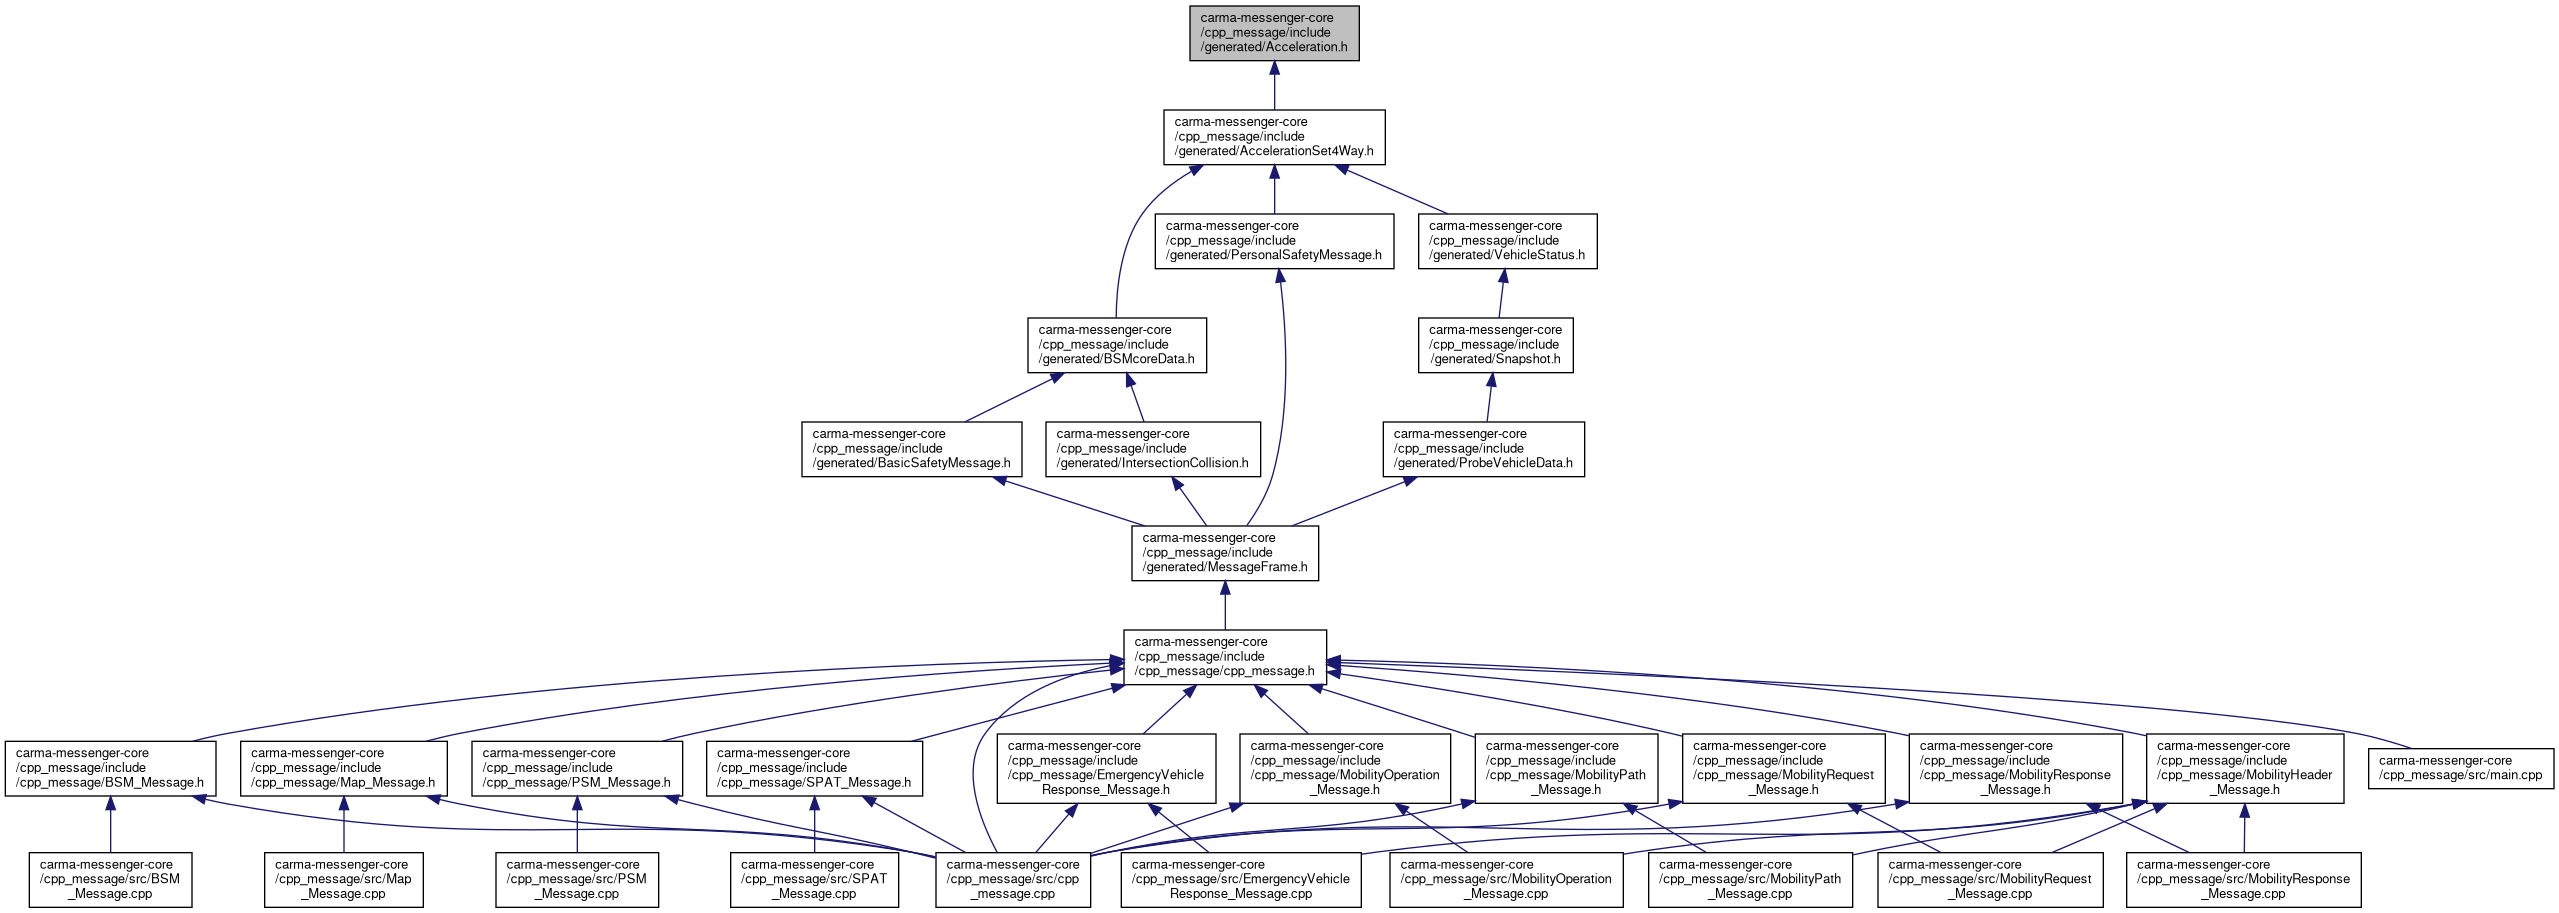 carma-messenger-core
/cpp_message/include
/generated/Acceleration.h
carma-messenger-core
/cpp_message/include
/generated/AccelerationSet4Way.h
carma-messenger-core
/cpp_message/include
/generated/PersonalSafetyMessage.h
carma-messenger-core
/cpp_message/include
/generated/VehicleStatus.h
carma-messenger-core
/cpp_message/include
/generated/BSMcoreData.h
carma-messenger-core
/cpp_message/include
/generated/Snapshot.h
carma-messenger-core
/cpp_message/include
/generated/BasicSafetyMessage.h
carma-messenger-core
/cpp_message/include
/generated/IntersectionCollision.h
carma-messenger-core
/cpp_message/include
/generated/ProbeVehicleData.h
carma-messenger-core
/cpp_message/include
/generated/MessageFrame.h
carma-messenger-core
/cpp_message/include
/cpp_message/cpp_message.h
carma-messenger-core
/cpp_message/include
/cpp_message/BSM_Message.h
carma-messenger-core
/cpp_message/include
/cpp_message/Map_Message.h
carma-messenger-core
/cpp_message/include
/cpp_message/PSM_Message.h
carma-messenger-core
/cpp_message/include
/cpp_message/SPAT_Message.h
carma-messenger-core
/cpp_message/include
/cpp_message/EmergencyVehicle
Response_Message.h
carma-messenger-core
/cpp_message/include
/cpp_message/MobilityOperation
_Message.h
carma-messenger-core
/cpp_message/include
/cpp_message/MobilityPath
_Message.h
carma-messenger-core
/cpp_message/include
/cpp_message/MobilityRequest
_Message.h
carma-messenger-core
/cpp_message/include
/cpp_message/MobilityResponse
_Message.h
carma-messenger-core
/cpp_message/include
/cpp_message/MobilityHeader
_Message.h
carma-messenger-core
/cpp_message/src/main.cpp
carma-messenger-core
/cpp_message/src/BSM
_Message.cpp
carma-messenger-core
/cpp_message/src/Map
_Message.cpp
carma-messenger-core
/cpp_message/src/PSM
_Message.cpp
carma-messenger-core
/cpp_message/src/SPAT
_Message.cpp
carma-messenger-core
/cpp_message/src/cpp
_message.cpp
carma-messenger-core
/cpp_message/src/EmergencyVehicle
Response_Message.cpp
carma-messenger-core
/cpp_message/src/MobilityOperation
_Message.cpp
carma-messenger-core
/cpp_message/src/MobilityPath
_Message.cpp
carma-messenger-core
/cpp_message/src/MobilityRequest
_Message.cpp
carma-messenger-core
/cpp_message/src/MobilityResponse
_Message.cpp